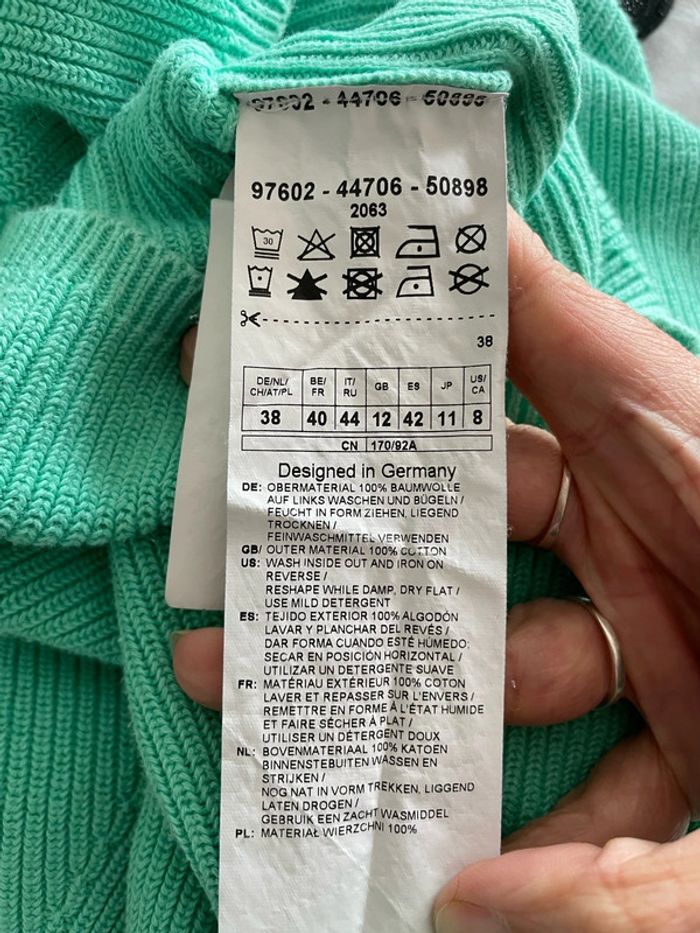 97602 - 44706 - 50898
97602 - 44706 - 50898
2063
30
38
DE/NL/ CH/AT/PL BE/ FR IT/ RU GB ES JP US/ CA
38 40 44 12 42 11 8
CN 170/92A
Designed in Germany
DE: OBERMATERIAL 100% BAUMWOLLE
AUF LINKS WASCHEN UND BÜGELN /
FEUCHT IN FORM ZIEHEN, LIEGEND
TROCKNEN /
FEINWASCHMITTEL VERWENDEN
GB/ OUTER MATERIAL 100% COTTON
US: WASH INSIDE OUT AND IRON ON
REVERSE /
RESHAPE WHILE DAMP, DRY FLAT /
USE MILD DETERGENT
ES: TEJIDO EXTERIOR 100% ALGODÓN
LAVAR Y PLANCHAR DEL REVÉS /
DAR FORMA CUANDO ESTÉ HÚMEDO;
SECAR EN POSICIÓN HORIZONTAL /
UTILIZAR UN DETERGENTE SUAVE
FR: MATÉRIAU EXTÉRIEUR 100% COTON
LAVER ET REPASSER SUR L'ENVERS /
REMETTRE EN FORME À L'ÉTAT HUMIDE
ET FAIRE SÉCHER À PLAT /
UTILISER UN DÉTERGENT DOUX
NL: BOVENMATERIAAL 100% KATOEN
BINNENSTEBUITEN WASSEN EN
STRIJKEN /
NOG NAT IN VORM TREKKEN, LIGGEND
LATEN DROGEN /
GEBRUIK EEN ZACHT WASMIDDEL
PL: MATERIAŁ WIERZCHNI 100%